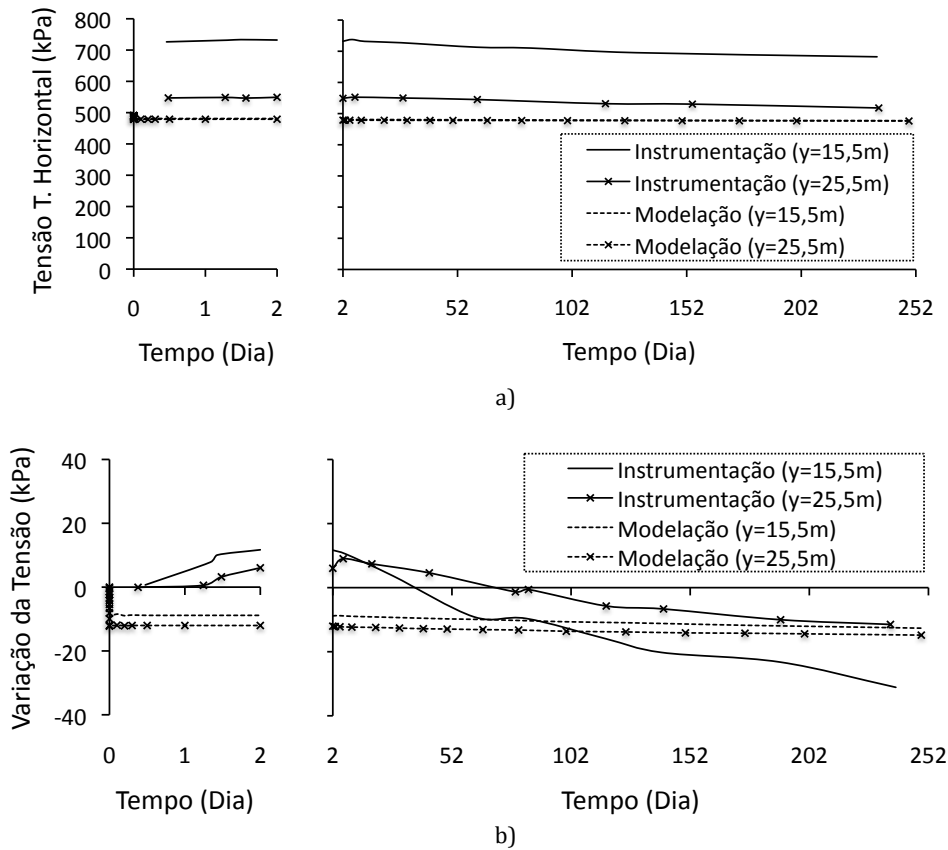 800
700
600
500
400
300
200
100
0
Tensão T. Horizontal (kPa)
Instrumentação (y=15,5m)
Instrumentação (y=25,5m)
Modelação (y=15,5m)
Modelação (y=25,5m)
0 1 2
2 52 102 152 202 252
Tempo (Dia) Tempo (Dia)
a)
40
20
0
-20
-40
Variação da Tensão (kPa)
Instrumentação (y=15,5m)
Instrumentação (y=25,5m)
Modelação (y=15,5m)
Modelação (y=25,5m)
0 1 2
2 52 102 152 202 252
Tempo (Dia) Tempo (Dia)
b)